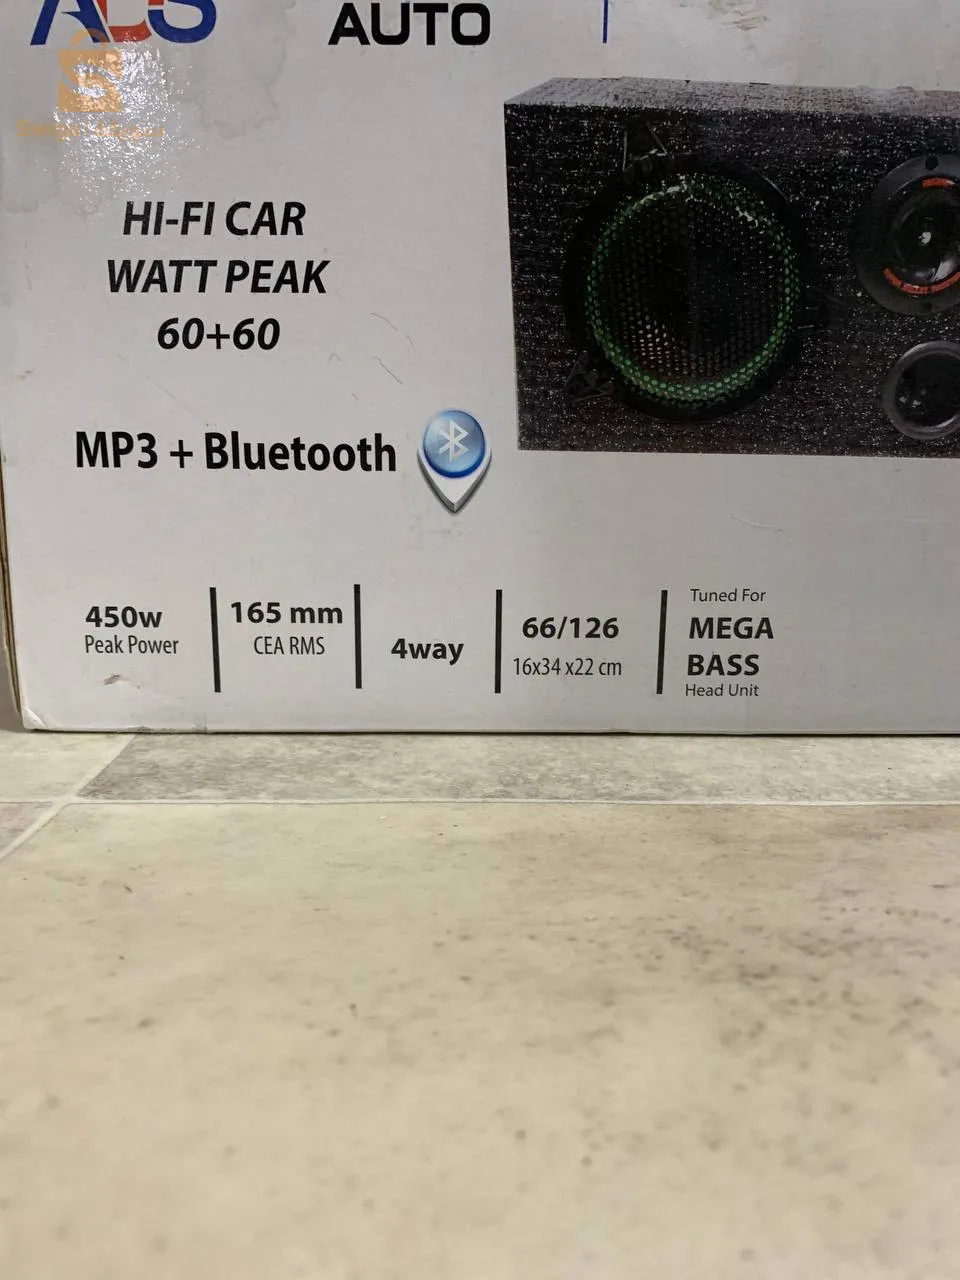 ADS
AUTO
HI-FI CAR
WATT PEAK
60+60
MP3 + Bluetooth
450w
Peak Power
165 mm
CEA RMS
4way
66/126
16x34 x22 cm
Tuned For
MEGA
BASS
Head Unit